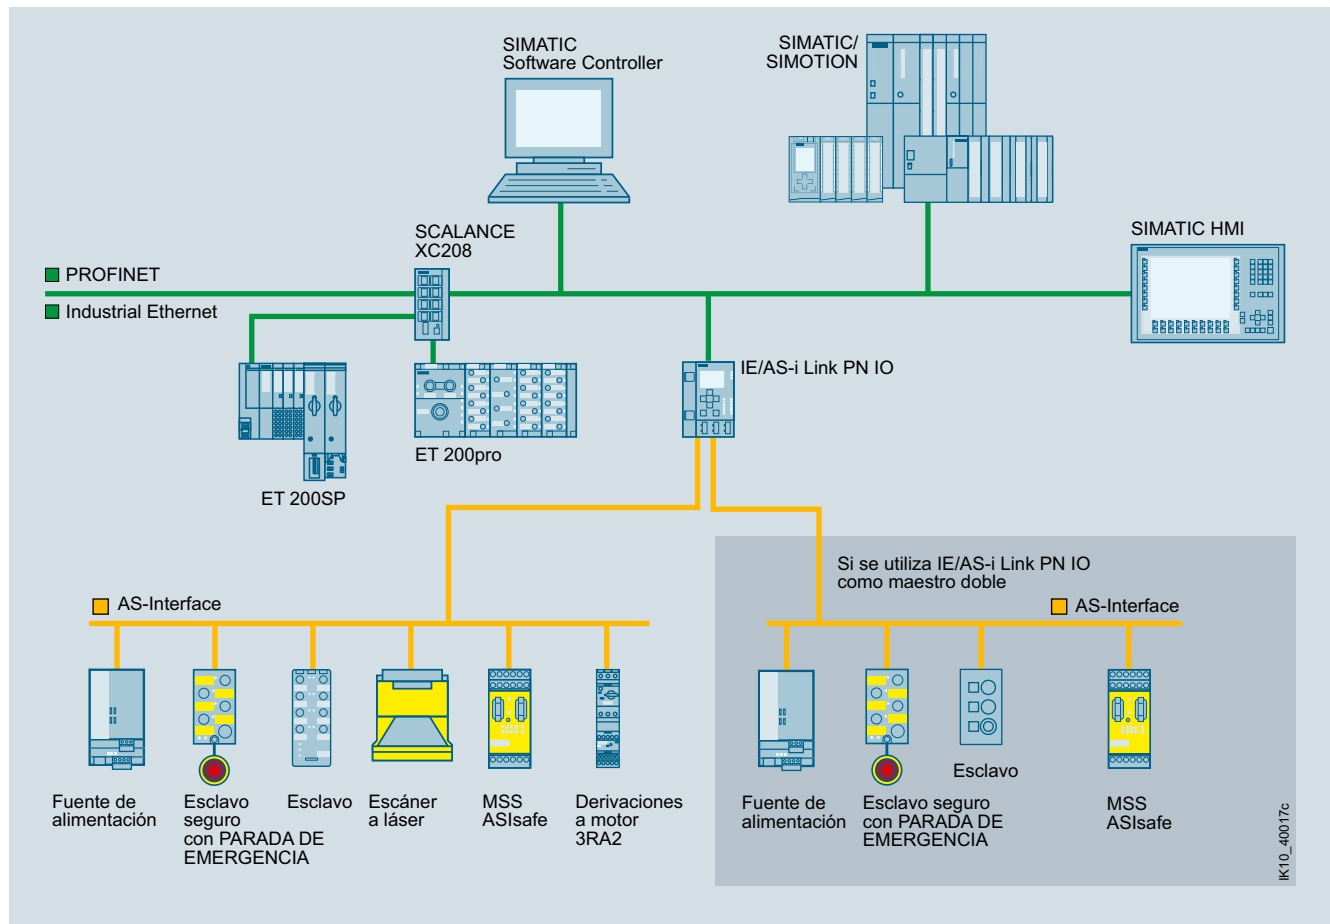 SIMATIC
Software Controller
SIMATIC/
SIMOTION
SCALANCE
XC208
SIMATIC HMI
PROFINET
Industrial Ethernet
IE/AS-i Link PN IO
ET 200pro
ET 200SP
Si se utiliza IE/AS-i Link PN IO
como maestro doble
AS-Interface
AS-Interface
Fuente de
alimentación
Esclavo
seguro
con PARADA DE
EMERGENCIA
Esclavo
Escáner
a láser
MSS
ASIsafe
Derivaciones
a motor
3RA2
Fuente de
alimentación
Esclavo seguro
con PARADA DE
EMERGENCIA
Esclavo
MSS
ASIsafe
IK10_40017c